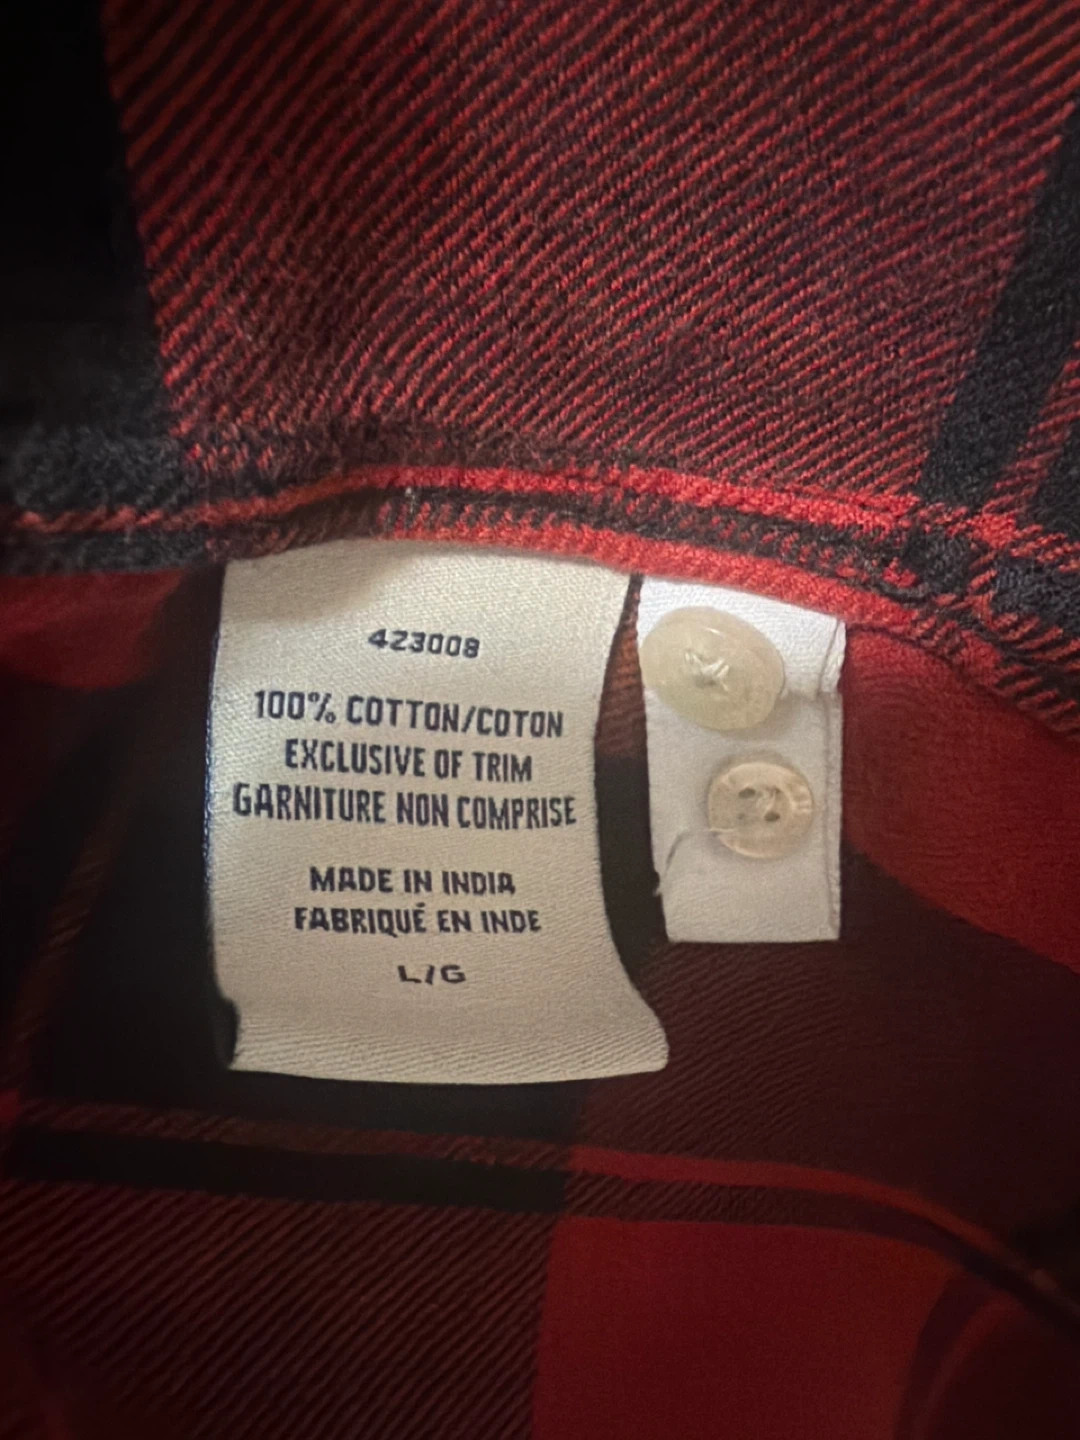 423008
100% COTTON/COTON
EXCLUSIVE OF TRIM
GARNITURE NON COMPRISE
MADE IN INDIA
FABRIQUÉ EN INDE
L/G